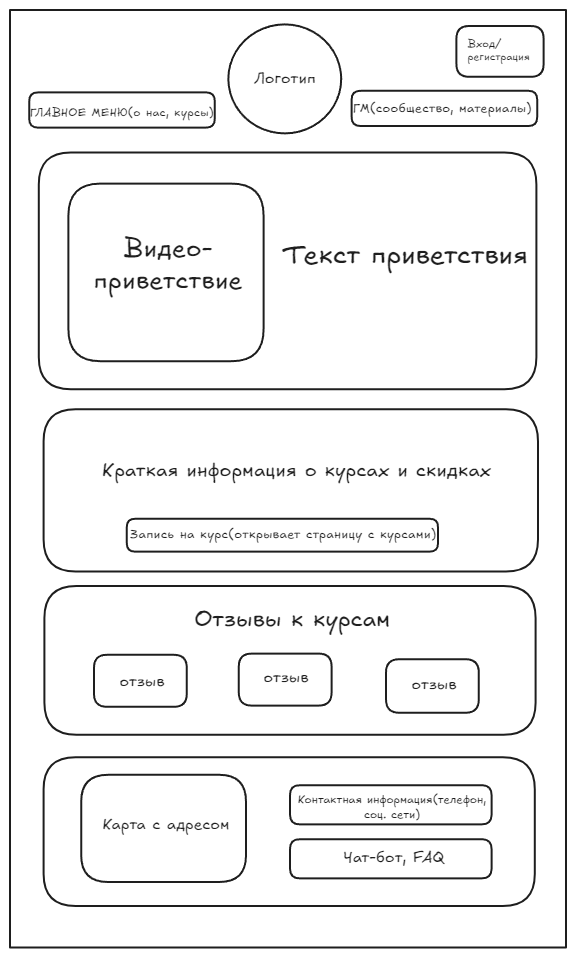 Вход/
регистрация
Логотип
ГЛАВНОЕ МЕНЮ(о нас, курсы)
ГМ(сообщество, материалы)
Видео-
приветствие
Текст приветствия
Краткая информация о курсах и скидках
Запись на курс(открывает страницу с курсами)
Отзывы к курсам
отзыв
отзыв
отзыв
Карта с адресом
Контактная информация(телефон,
соц. сети)
Чат-бот, FAQ